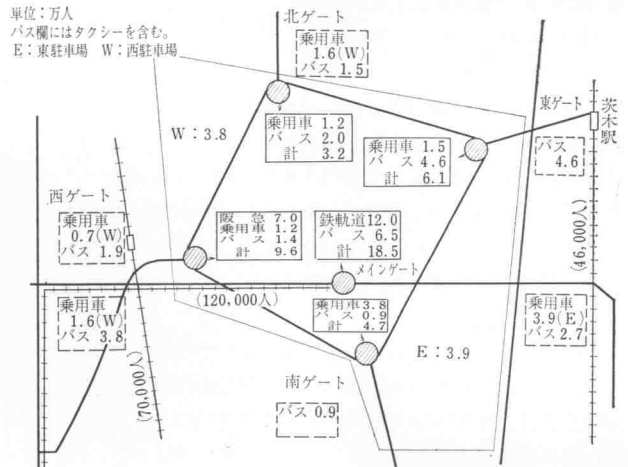 単位：万人
バス欄にはタクシーを含む。
E：東駐車場 W：西駐車場
北ゲート
乗用車
1.6(W)
バス 1.5
乗用車 1.2
バス 2.0
計 3.2
W：3.8
乗用車 1.5
バス 4.6
計 6.1
東ゲート
バス
4.6
茨木駅
(46,000人)
西ゲート
乗用車
0.7(W)
バス 1.9
阪急 7.0
乗用車 1.2
バス 1.4
計 9.6
鉄軌道12.0
バス 6.5
計 18.5
メインゲート
(120,000人)
乗用車
1.6(W)
バス 3.8
(70,000人)
乗用車3.8
バス 0.9
計 4.7
乗用車
3.9(E)
バス2.7
E：3.9
南ゲート
バス 0.9